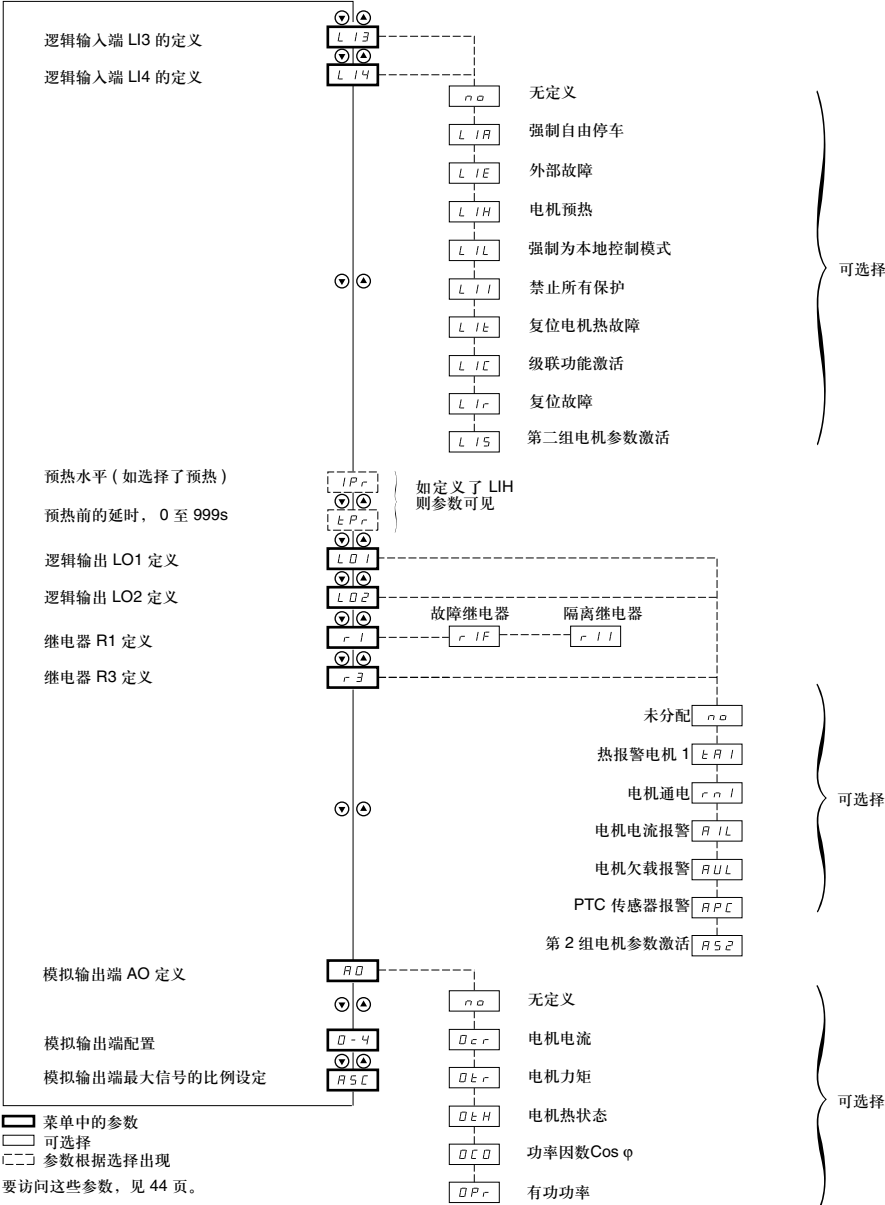 逻辑输入端 LI3 的定义 LI3
逻辑输入端 LI4 的定义 LI4
no 无定义
LIA 强制自由停车
LIE 外部故障
LIH 电机预热
LIL 强制为本地控制模式
可选择
LII 禁止所有保护
LIt 复位电机热故障
LIC 级联功能激活
LIr 复位故障
LIS 第二组电机参数激活
预热水平 ( 如选择了预热 ) IPr
如定义了 LIH
则参数可见
预热前的延时， 0 至 999s tPr
逻辑输出 LO1 定义 LO1
逻辑输出 LO2 定义 LO2
故障继电器 隔离继电器
继电器 R1 定义 r1 r1F r1I
继电器 R3 定义 r3
未分配 no
热报警电机 1 tA1
电机通电 rn1
可选择
电机电流报警 AIL
电机欠载报警 AUL
PTC 传感器报警 APC
第 2 组电机参数激活 AS2
模拟输出端 AO 定义 AO
no 无定义
模拟输出端配置 0-4 Ocr 电机电流
模拟输出端最大信号的比例设定 ASC Otr 电机力矩
可选择
OtH 电机热状态
OCO 功率因数Cos φ
OPr 有功功率
菜单中的参数
可选择
参数根据选择出现
要访问这些参数，见 44 页。